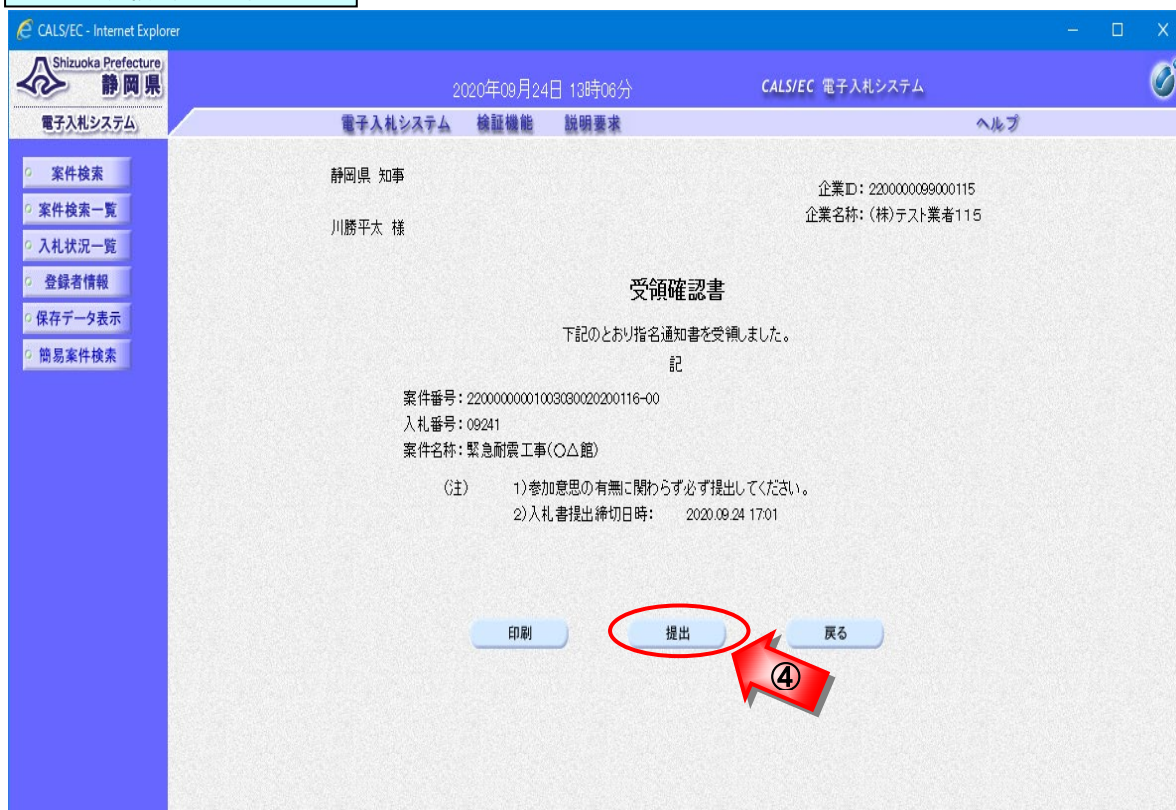 CALS/EC - Internet Explorer
Shizuoka Prefecture
静岡県
電子入札システム
2020年09月24日 13時06分
CALS/EC 電子入札システム
電子入札システム 検証機能 説明要求 ヘルプ
案件検索
案件検索一覧
入札状況一覧
登録者情報
保存データ表示
簡易案件検索
静岡県 知事
川勝平太 様
企業ID:2200000099000115
企業名称:(株)テスト業者115
受領確認書
下記のとおり指名通知書を受領しました。
記
案件番号:22000000001003030020200116-00
入札番号:09241
案件名称:緊急耐震工事(○△館)
(注) 1)参加意思の有無に関わらず必ず提出してください。
2)入札書提出締切日時: 2020.09.24 17:01
印刷 提出 戻る
④